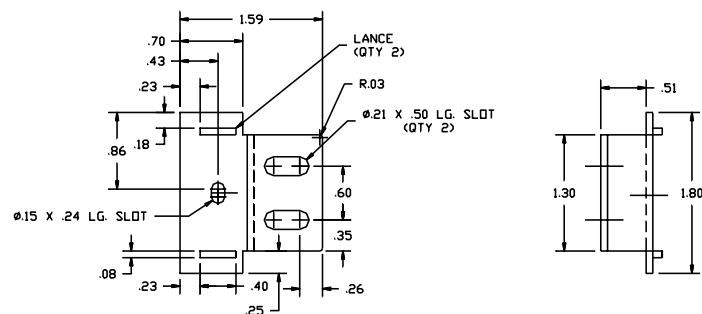 1.59
.70
LANCE
(QTY 2)
.43
.23
R.03
.51
Ø.21 X .50 LG. SLOT
(QTY 2)
.18
.86
.60
1.30
1.80
Ø.15 X .24 LG. SLOT
.35
.08
.23
.40
.26
.25